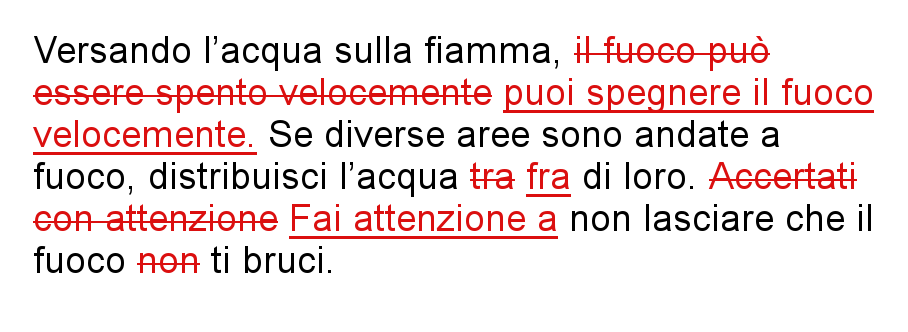 Versando l'acqua sulla fiamma, il fuoco può
essere spento velocemente puoi spegnere il fuoco
velocemente. Se diverse aree sono andate a
fuoco, distribuisci l'acqua tra fra di loro. Accertati
con attenzione Fai attenzione a non lasciare che il
fuoco non ti bruci.